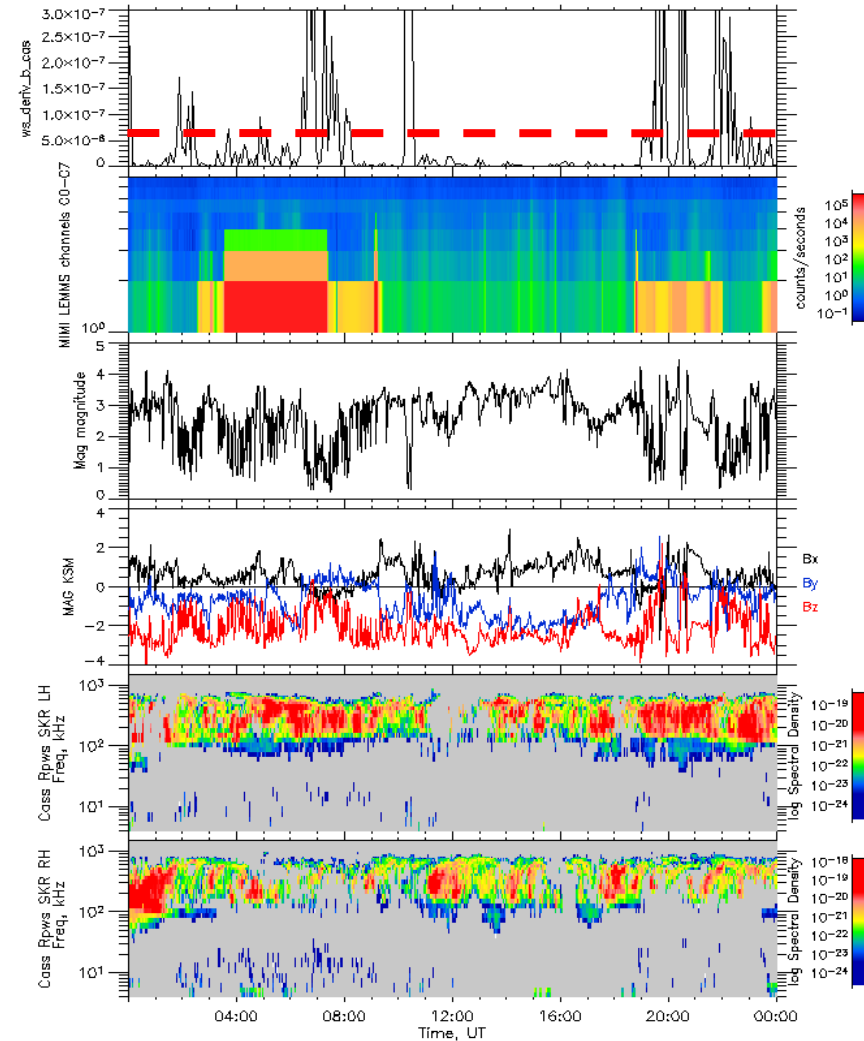 ws_deriv_b_cas
3.0×10⁻⁷
2.5×10⁻⁷
2.0×10⁻⁷
1.5×10⁻⁷
1.0×10⁻⁷
5.0×10⁻⁸
0
MIMI LEMMS channels C0-C7
10⁰
counts/seconds
10⁵
10⁴
10³
10²
10¹
10⁰
10⁻¹
Mag magnitude
5
4
3
2
1
0
MAG KSM
4
2
0
-2
-4
Bx
By
Bz
Cass Rpws SKR LH
Freq, kHz
10³
10²
10¹
log Spectral Density
10⁻¹⁹
10⁻²⁰
10⁻²¹
10⁻²²
10⁻²³
10⁻²⁴
Cass Rpws SKR RH
Freq, kHz
10³
10²
10¹
log Spectral Density
10⁻¹⁸
10⁻¹⁹
10⁻²⁰
10⁻²¹
10⁻²²
10⁻²³
10⁻²⁴
04:00 08:00 12:00 16:00 20:00 00:00
Time, UT